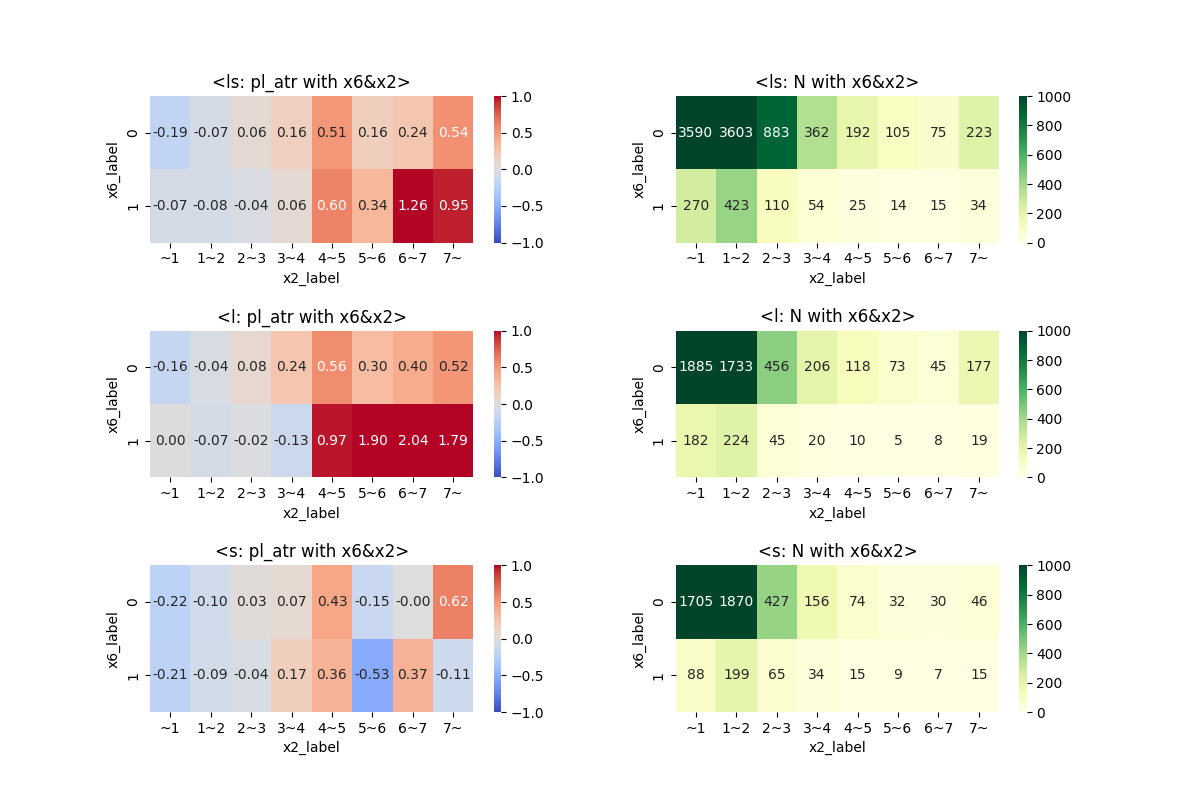 <ls: pl_atr with x6&x2>
x6_label
0
-0.19 -0.07 0.06 0.16 0.51 0.16 0.24 0.54
1
-0.07 -0.08 -0.04 0.06 0.60 0.34 1.26 0.95
~1 1~2 2~3 3~4 4~5 5~6 6~7 7~
x2_label
1.0
0.5
0.0
−0.5
−1.0
<ls: N with x6&x2>
x6_label
0
3590 3603 883 362 192 105 75 223
1
270 423 110 54 25 14 15 34
~1 1~2 2~3 3~4 4~5 5~6 6~7 7~
x2_label
1000
800
600
400
200
0
<l: pl_atr with x6&x2>
x6_label
0
-0.16 -0.04 0.08 0.24 0.56 0.30 0.40 0.52
1
0.00 -0.07 -0.02 -0.13 0.97 1.90 2.04 1.79
~1 1~2 2~3 3~4 4~5 5~6 6~7 7~
x2_label
1.0
0.5
0.0
−0.5
−1.0
<l: N with x6&x2>
x6_label
0
1885 1733 456 206 118 73 45 177
1
182 224 45 20 10 5 8 19
~1 1~2 2~3 3~4 4~5 5~6 6~7 7~
x2_label
1000
800
600
400
200
0
<s: pl_atr with x6&x2>
x6_label
0
-0.22 -0.10 0.03 0.07 0.43 -0.15 -0.00 0.62
1
-0.21 -0.09 -0.04 0.17 0.36 -0.53 0.37 -0.11
~1 1~2 2~3 3~4 4~5 5~6 6~7 7~
x2_label
1.0
0.5
0.0
−0.5
−1.0
<s: N with x6&x2>
x6_label
0
1705 1870 427 156 74 32 30 46
1
88 199 65 34 15 9 7 15
~1 1~2 2~3 3~4 4~5 5~6 6~7 7~
x2_label
1000
800
600
400
200
0